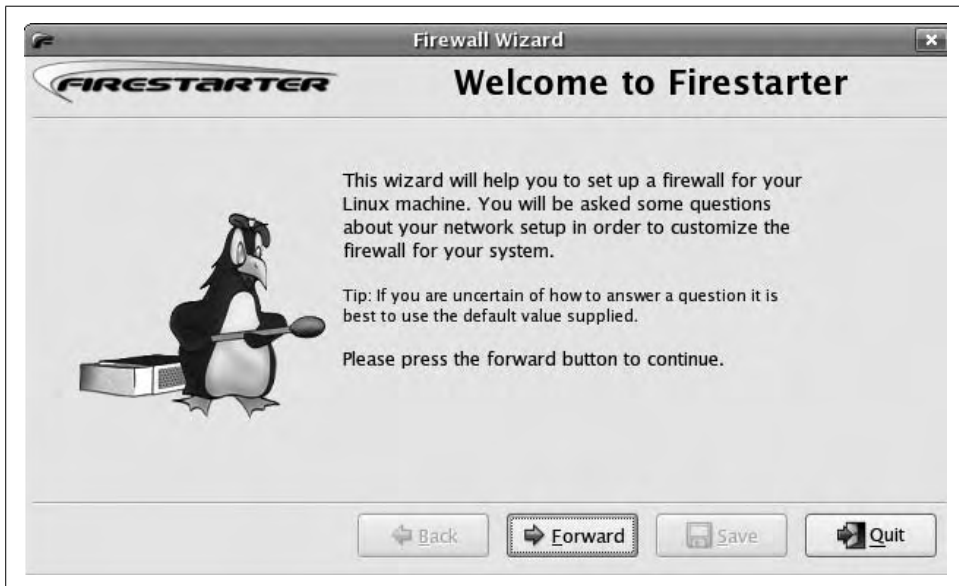 Firewall Wizard
FIRESTARTER
Welcome to Firestarter
This wizard will help you to set up a firewall for your
Linux machine. You will be asked some questions
about your network setup in order to customize the
firewall for your system.
Tip: If you are uncertain of how to answer a question it is
best to use the default value supplied.
Please press the forward button to continue.
Back
Forward
Save
Quit